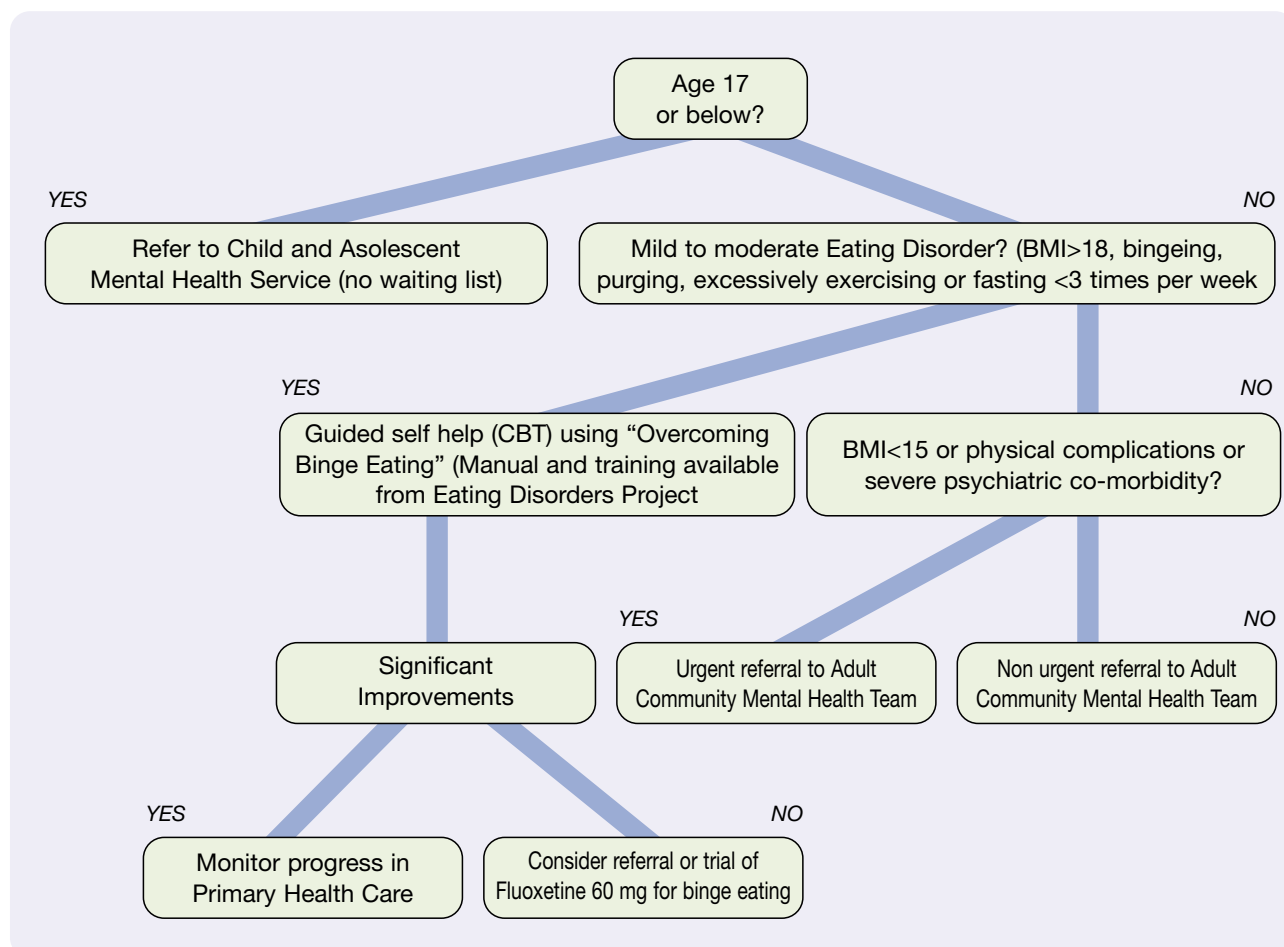 Age 17
or below?
YES
NO
Refer to Child and Asolescent
Mental Health Service (no waiting list)
Mild to moderate Eating Disorder? (BMI>18, bingeing,
purging, excessively exercising or fasting <3 times per week
YES
NO
Guided self help (CBT) using “Overcoming
Binge Eating” (Manual and training available
from Eating Disorders Project
BMI<15 or physical complications or
severe psychiatric co-morbidity?
YES
NO
Significant
Improvements
Urgent referral to Adult
Community Mental Health Team
Non urgent referral to Adult
Community Mental Health Team
YES
NO
Monitor progress in
Primary Health Care
Consider referral or trial of
Fluoxetine 60 mg for binge eating